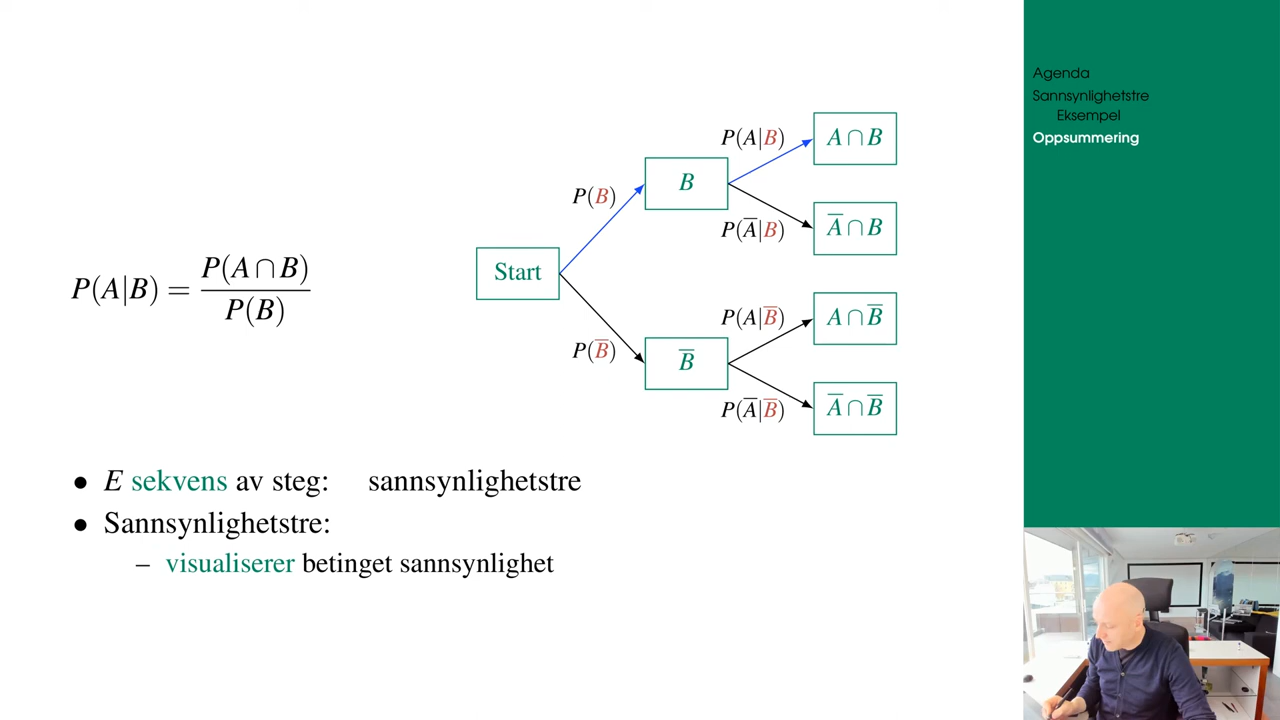 P(A|B) = P(A ∩ B) / P(B)
Start
P(B)
P(B̅)
B
B̅
P(A|B)
P(A̅|B)
P(A|B̅)
P(A̅|B̅)
A ∩ B
A̅ ∩ B
A ∩ B̅
A̅ ∩ B̅
• E sekvens av steg: sannsynlighetstre
• Sannsynlighetstre:
– visualiserer betinget sannsynlighet
Agenda
Sannsynlighetstre
Eksempel
Oppsummering